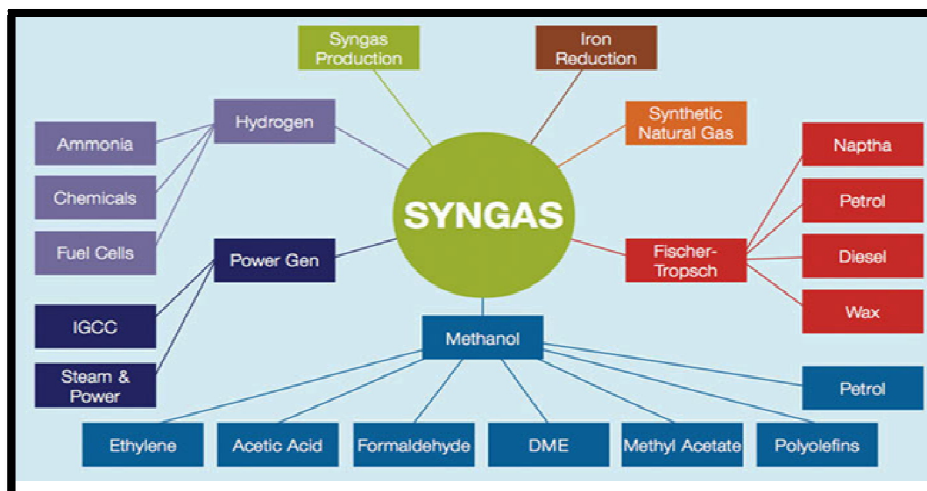 Syngas
Production
Iron
Reduction
Hydrogen
Synthetic
Natural Gas
Ammonia
Naptha
Chemicals
Petrol
SYNGAS
Fuel Cells
Power Gen
Fischer-
Tropsch
Diesel
IGCC
Wax
Methanol
Steam &
Power
Petrol
Ethylene
Acetic Acid
Formaldehyde
DME
Methyl Acetate
Polyolefins